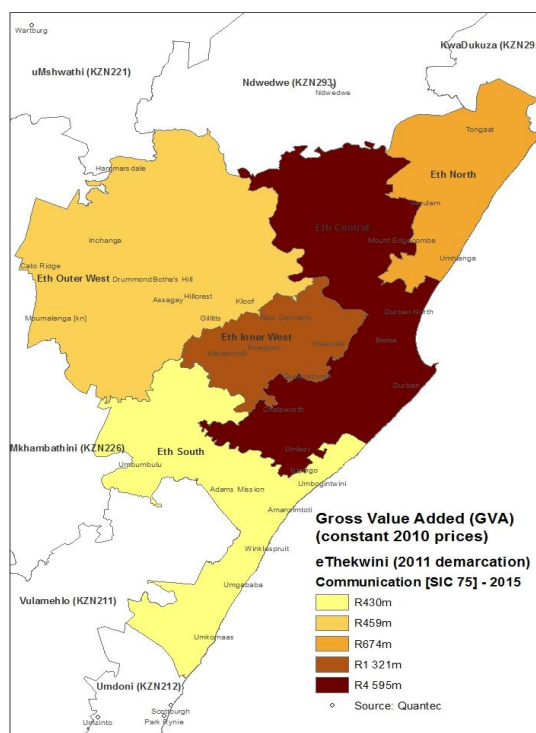 Wartburg
KwaDukuza (KZN292
uMshwathi (KZN221)
Ndwedwe (KZN293)
Ndwedwe
Tongaat
Hammarsdale
Eth North
Verulam
Eth Central
Inchanga
Mount Edgecombe
Cato Ridge
Umhlanga
Eth Outer West
Drummond
Botha's Hill
Assagay
Hillcrest
Kloof
Durban North
Mpumalanga [kn]
Gillitts
New Germany
Eth Inner West
Westville
Berea
Pinetown
Mariannhill
Queensburgh
Durban
Chatsworth
Mkhambathini (KZN226)
Eth South
Umlazi
Umbumbulu
Isipingo
Umbogintwini
Adams Mission
Amanzimtoti
Winklespruit
Umgababa
Vulamehlo (KZN211)
Umkomaas
Umdoni (KZN212)
Scottburgh
Umzinto
Park Rynie
Gross Value Added (GVA)
(constant 2010 prices)
eThekwini (2011 demarcation)
Communication [SIC 75] - 2015
R430m
R459m
R674m
R1 321m
R4 595m
Source: Quantec